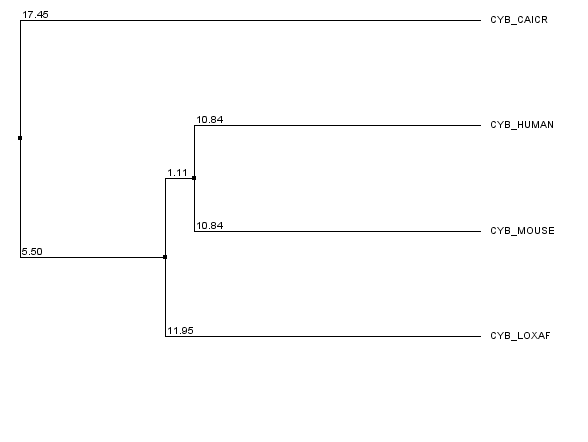 17.45 CYB_CAICR
10.84 CYB_HUMAN
1.11
10.84 CYB_MOUSE
5.50
11.95 CYB_LOXAF